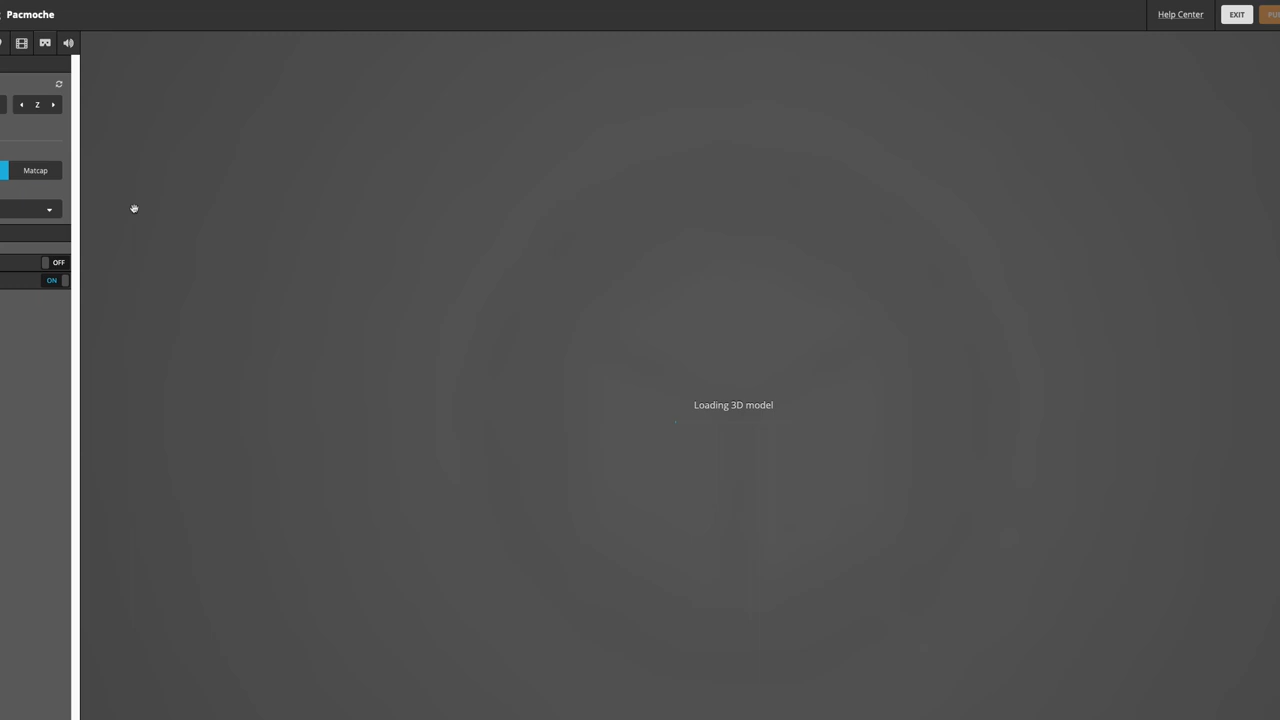 Pacmoche
Help Center
EXIT
Z
Matcap
OFF
ON
Loading 3D model